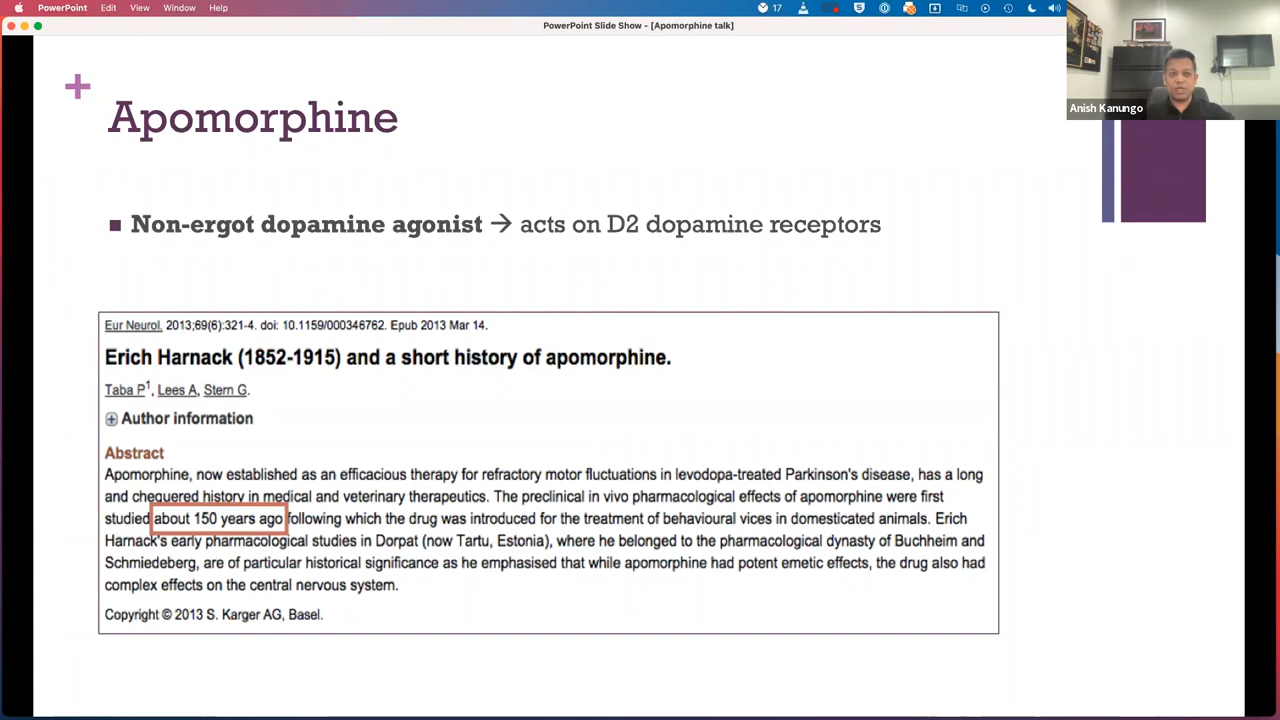 PowerPoint Edit View Window Help 17
PowerPoint Slide Show - [Apomorphine talk]
Anish Kanungo
+
Apomorphine
■ Non-ergot dopamine agonist → acts on D2 dopamine receptors
Eur Neurol. 2013;69(6):321-4. doi: 10.1159/000346762. Epub 2013 Mar 14.
Erich Harnack (1852-1915) and a short history of apomorphine.
Taba P1, Lees A, Stern G.
Author information
Abstract
Apomorphine, now established as an efficacious therapy for refractory motor fluctuations in levodopa-treated Parkinson's disease, has a long
and chequered history in medical and veterinary therapeutics. The preclinical in vivo pharmacological effects of apomorphine were first
studied about 150 years ago following which the drug was introduced for the treatment of behavioural vices in domesticated animals. Erich
Harnack's early pharmacological studies in Dorpat (now Tartu, Estonia), where he belonged to the pharmacological dynasty of Buchheim and
Schmiedeberg, are of particular historical significance as he emphasised that while apomorphine had potent emetic effects, the drug also had
complex effects on the central nervous system.
Copyright © 2013 S. Karger AG, Basel.